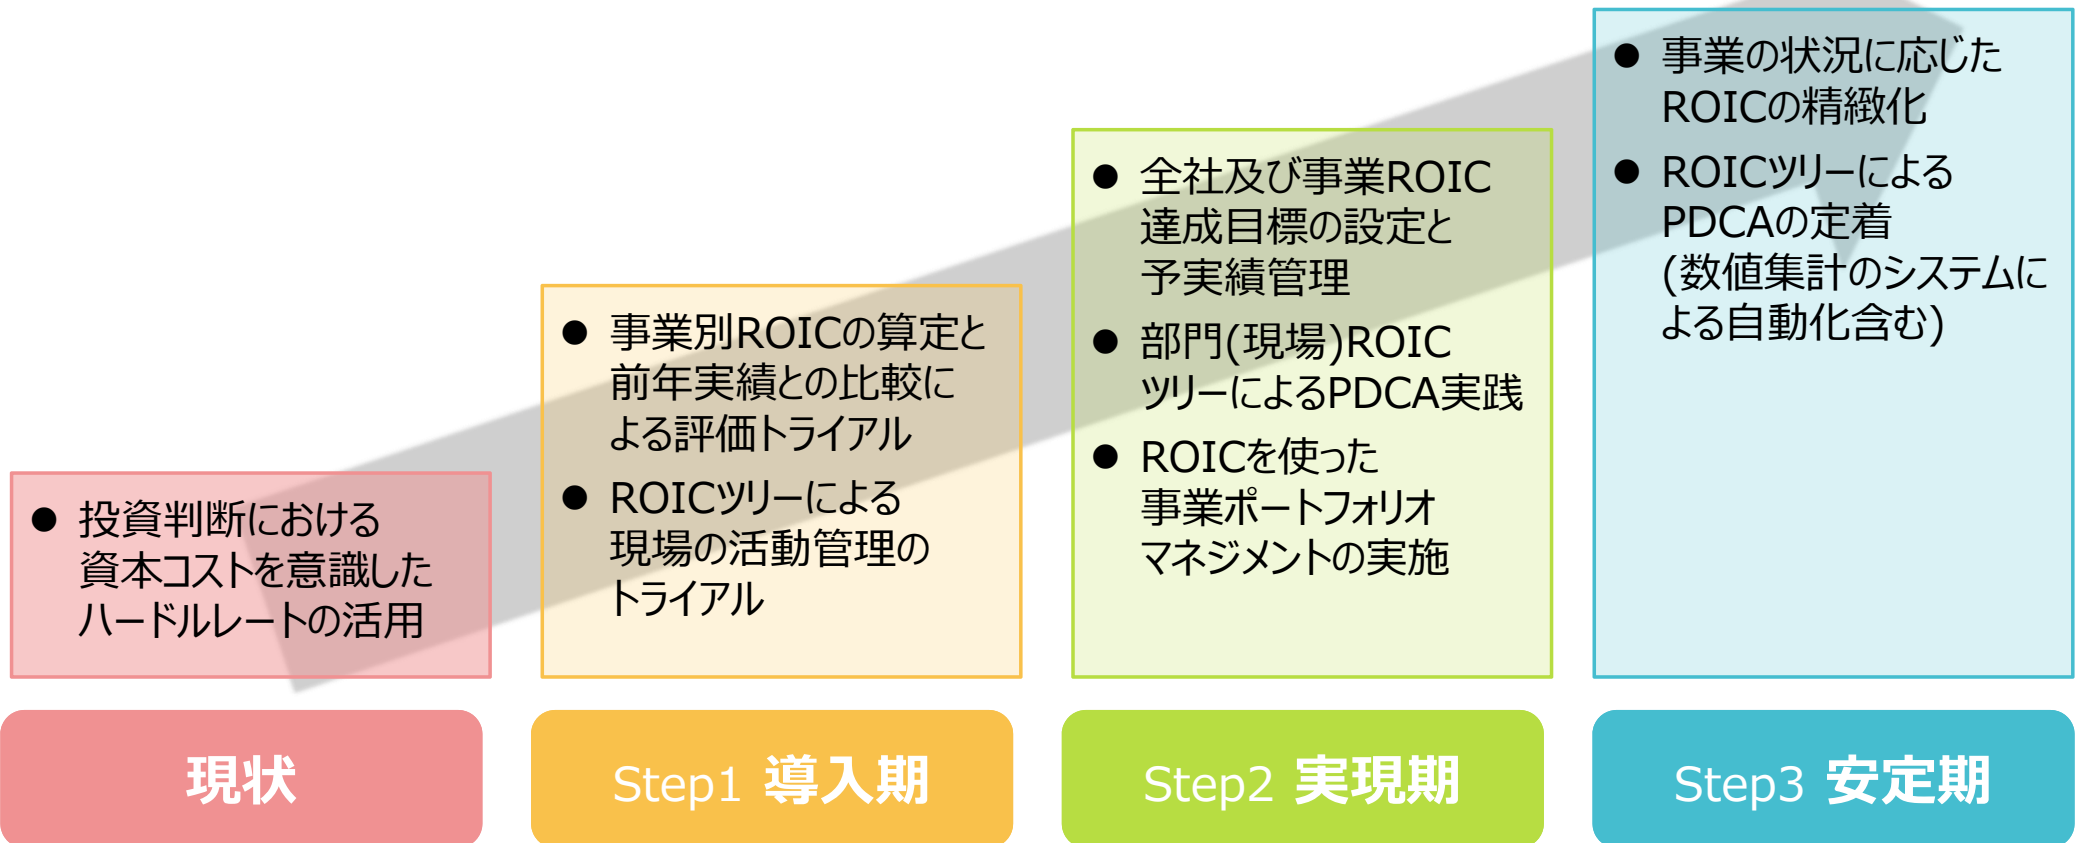 ● 投資判断における
資本コストを意識した
ハードルレートの活用
現状
● 事業別ROICの算定と
前年実績との比較に
よる評価トライアル
● ROICツリーによる
現場の活動管理の
トライアル
Step1 導入期
● 全社及び事業ROIC
達成目標の設定と
予実績管理
● 部門(現場)ROIC
ツリーによるPDCA実践
● ROICを使った
事業ポートフォリオ
マネジメントの実施
Step2 実現期
● 事業の状況に応じた
ROICの精緻化
● ROICツリーによる
PDCAの定着
(数値集計のシステムに
よる自動化含む)
Step3 安定期